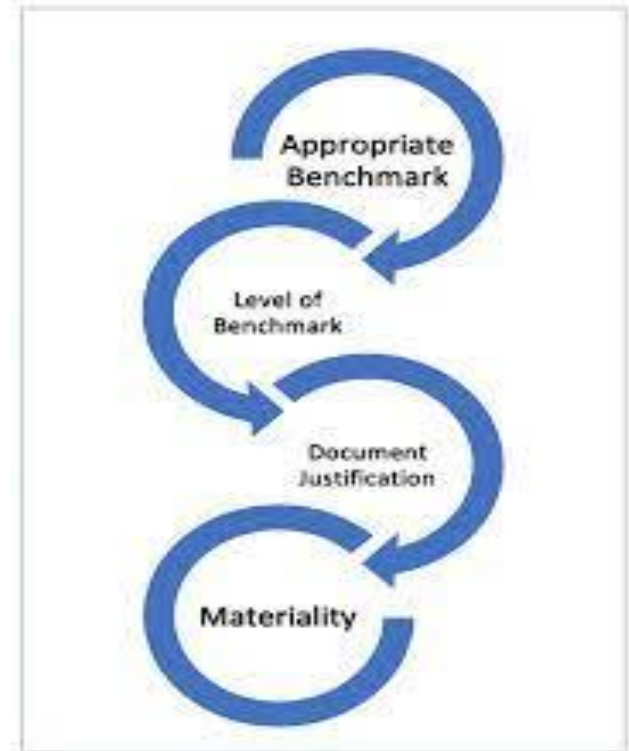 Appropriate
Benchmark
Level of
Benchmark
Document
Justification
Materiality